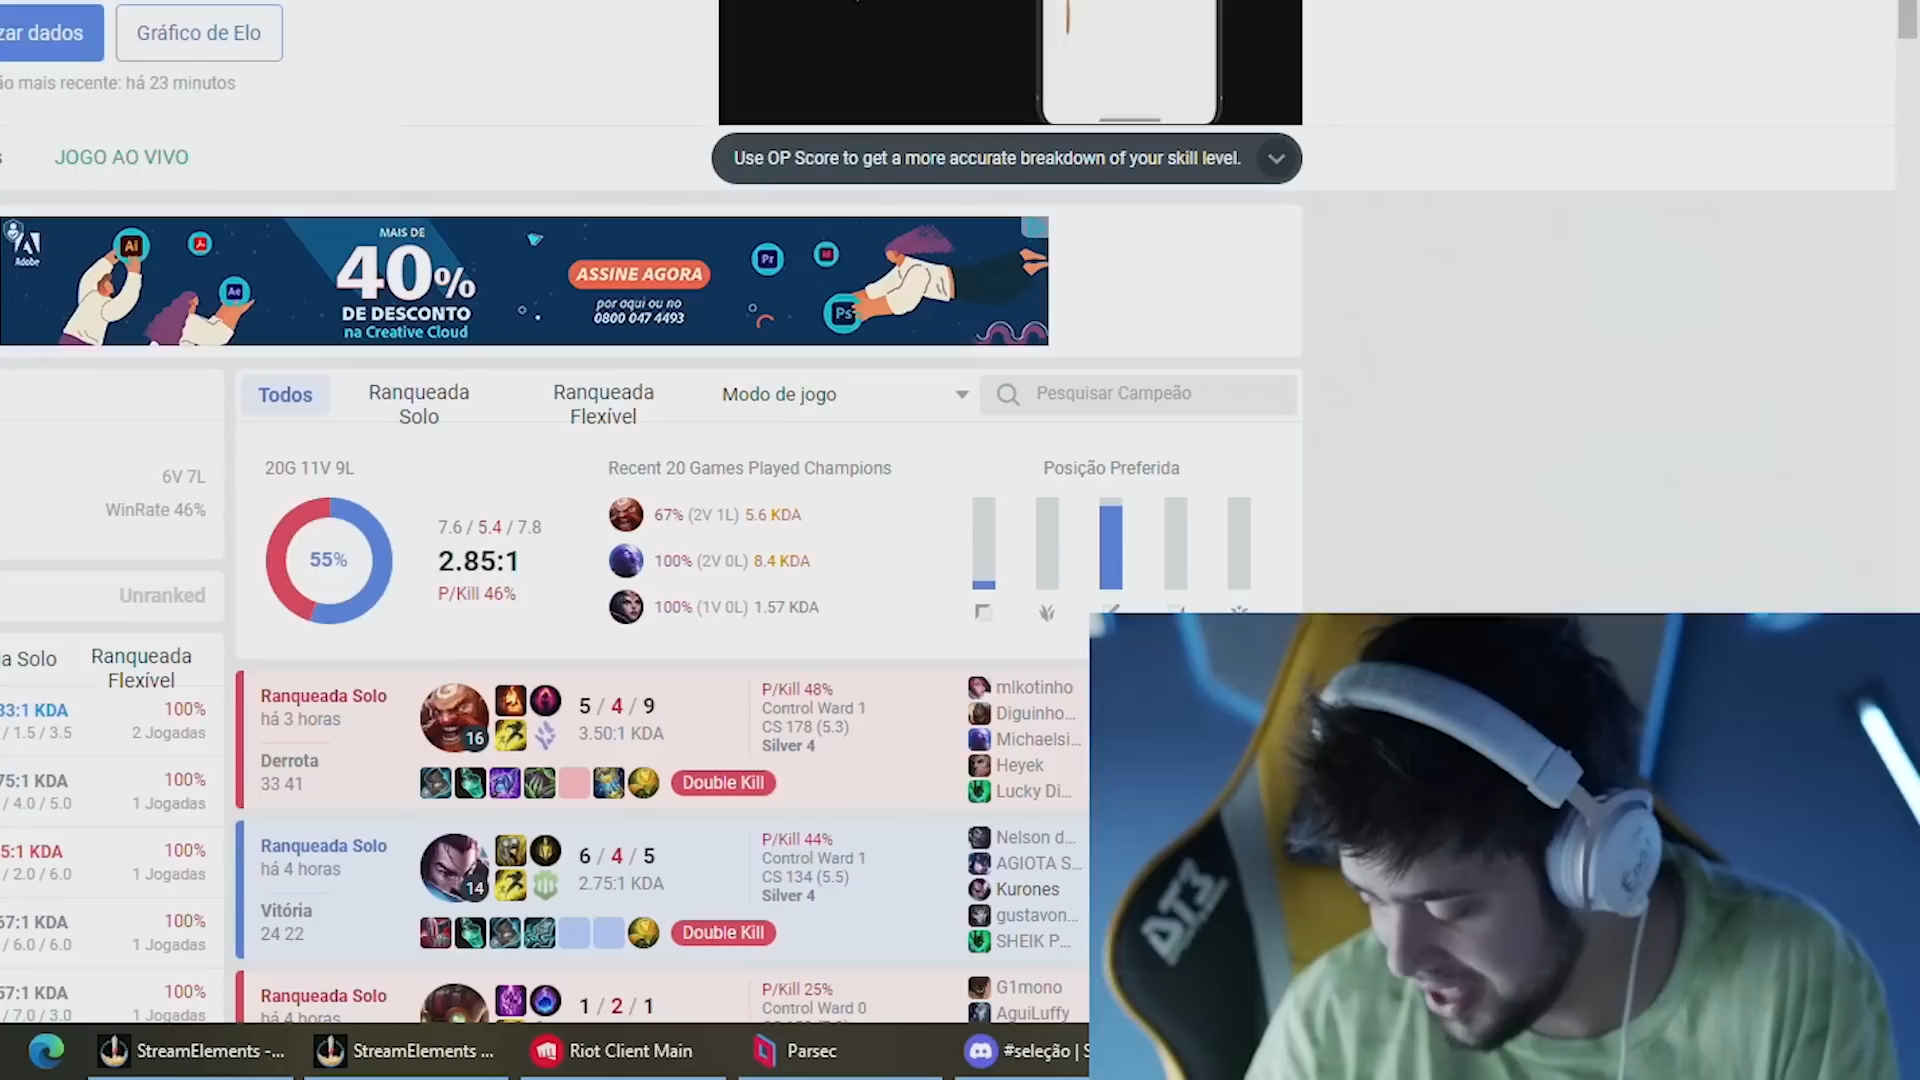 zar dados
Gráfico de Elo
ão mais recente: há 23 minutos
s
JOGO AO VIVO
Use OP Score to get a more accurate breakdown of your skill level.
Adobe
Ai
Ae
MAIS DE
40%
DE DESCONTO
na Creative Cloud
ASSINE AGORA
por aqui ou no
0800 047 4493
Pr
Ps
Todos
Ranqueada
Solo
Ranqueada
Flexível
Modo de jogo
Pesquisar Campeão
6V 7L
WinRate 46%
Unranked
20G 11V 9L
55%
7.6 / 5.4 / 7.8
2.85:1
P/Kill 46%
Recent 20 Games Played Champions
67% (2V 1L) 5.6 KDA
100% (2V 0L) 8.4 KDA
100% (1V 0L) 1.57 KDA
Posição Preferida
a Solo
Ranqueada
Flexível
33:1 KDA
100%
/ 1.5 / 3.5
2 Jogadas
75:1 KDA
100%
/ 4.0 / 5.0
1 Jogadas
5:1 KDA
100%
/ 2.0 / 6.0
1 Jogadas
67:1 KDA
100%
/ 6.0 / 6.0
1 Jogadas
57:1 KDA
100%
/ 7.0 / 3.0
1 Jogadas
Ranqueada Solo
há 3 horas
Derrota
33 41
16
5 / 4 / 9
3.50:1 KDA
Double Kill
P/Kill 48%
Control Ward 1
CS 178 (5.3)
Silver 4
mlkotinho
Diguinho...
Michaelsi...
Heyek
Lucky Di...
Ranqueada Solo
há 4 horas
Vitória
24 22
14
6 / 4 / 5
2.75:1 KDA
Double Kill
P/Kill 44%
Control Ward 1
CS 134 (5.5)
Silver 4
Nelson d...
AGIOTA S...
Kurones
gustavon...
SHEIK P...
Ranqueada Solo
há 4 horas
1 / 2 / 1
P/Kill 25%
Control Ward 0
G1mono
AguiLuffy
DT3
StreamElements -...
StreamElements ...
Riot Client Main
Parsec
#seleção | S